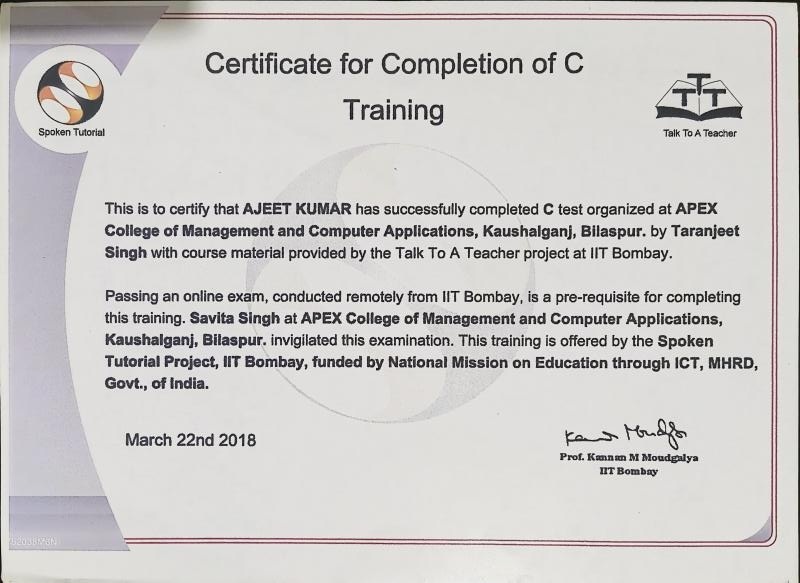 Certificate for Completion of C
Training
Spoken Tutorial
TTT
Talk To A Teacher
This is to certify that AJEET KUMAR has successfully completed C test organized at APEX
College of Management and Computer Applications, Kaushalganj, Bilaspur. by Taranjeet
Singh with course material provided by the Talk To A Teacher project at IIT Bombay.
Passing an online exam, conducted remotely from IIT Bombay, is a pre-requisite for completing
this training. Savita Singh at APEX College of Management and Computer Applications,
Kaushalganj, Bilaspur. invigilated this examination. This training is offered by the Spoken
Tutorial Project, IIT Bombay, funded by National Mission on Education through ICT, MHRD,
Govt., of India.
March 22nd 2018
Prof. Kannan M Moudgalya
IIT Bombay